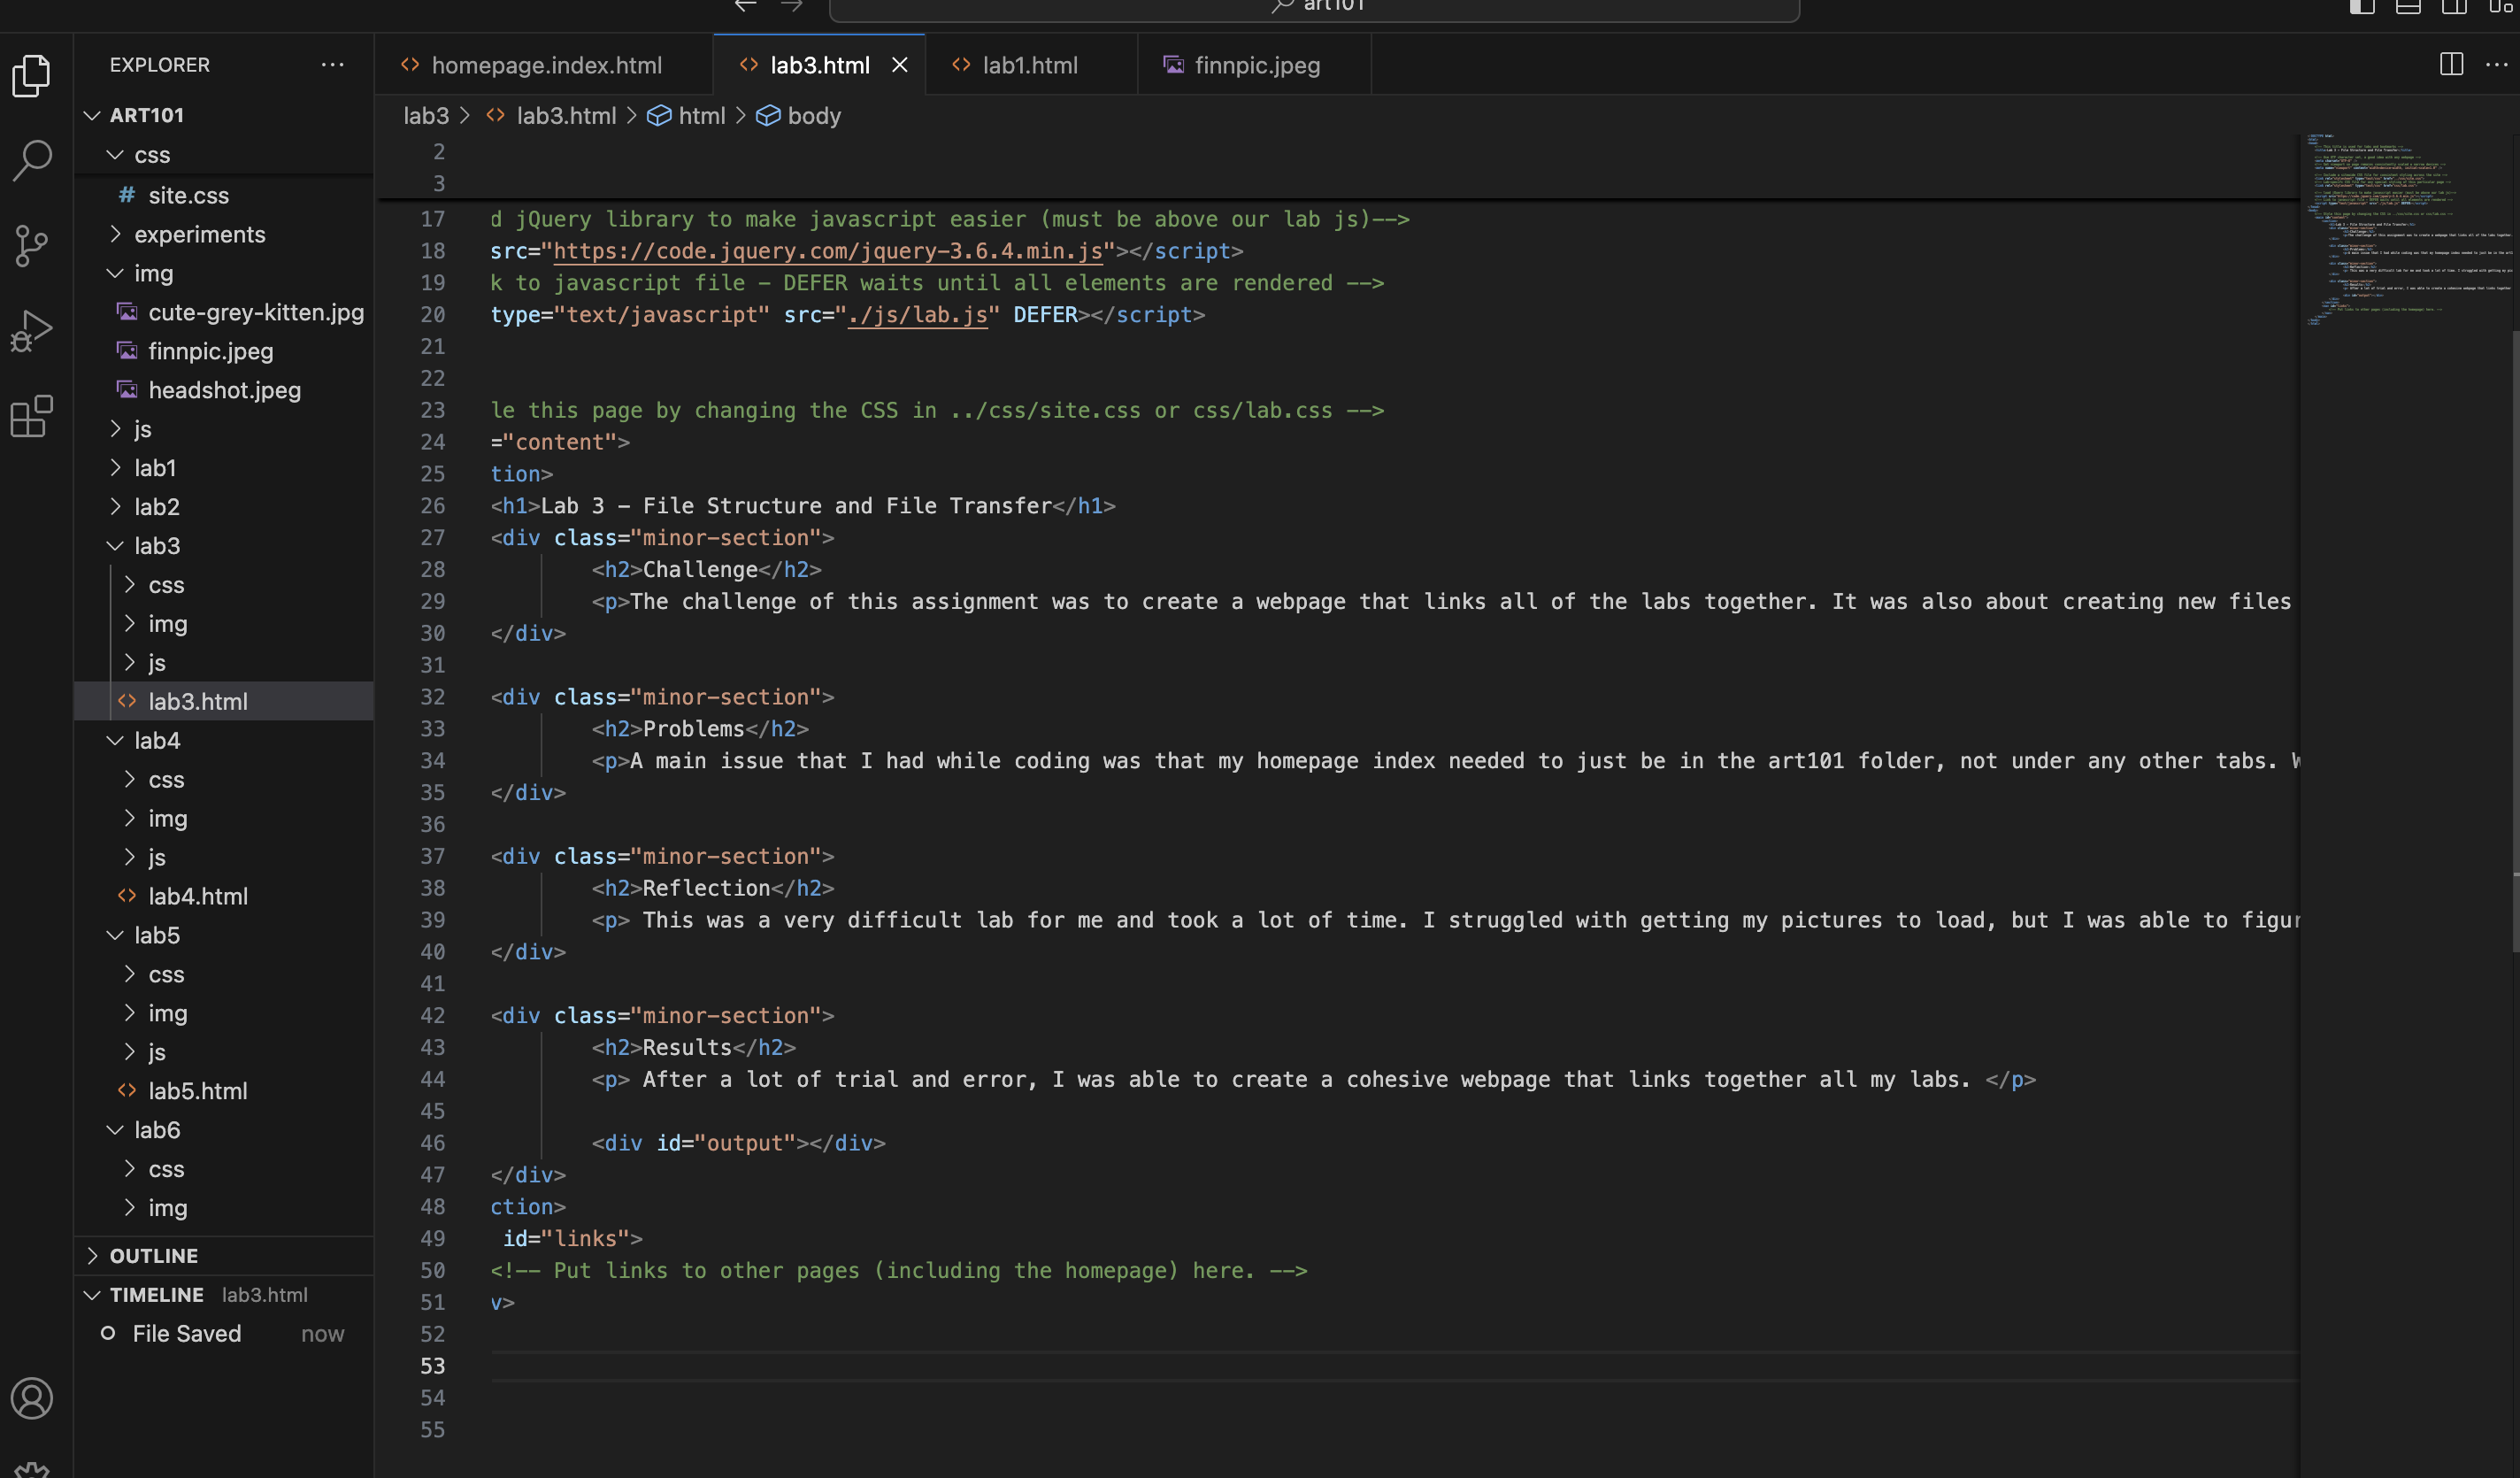 art101
EXPLORER
homepage.index.html
lab3.html
lab1.html
finnpic.jpeg
ART101
lab3 > lab3.html > html > body
css
site.css
experiments
img
cute-grey-kitten.jpg
finnpic.jpeg
headshot.jpeg
js
lab1
lab2
lab3
css
img
js
lab3.html
lab4
css
img
js
lab4.html
lab5
css
img
js
lab5.html
lab6
css
img
OUTLINE
TIMELINE lab3.html
File Saved now
2
3
17 d jQuery library to make javascript easier (must be above our lab js)-->
18 src="https://code.jquery.com/jquery-3.6.4.min.js"></script>
19 k to javascript file - DEFER waits until all elements are rendered -->
20 type="text/javascript" src="./js/lab.js" DEFER></script>
21
22
23 le this page by changing the CSS in ../css/site.css or css/lab.css -->
24 ="content">
25 tion>
26 <h1>Lab 3 - File Structure and File Transfer</h1>
27 <div class="minor-section">
28 <h2>Challenge</h2>
29 <p>The challenge of this assignment was to create a webpage that links all of the labs together. It was also about creating new files
30 </div>
31
32 <div class="minor-section">
33 <h2>Problems</h2>
34 <p>A main issue that I had while coding was that my homepage index needed to just be in the art101 folder, not under any other tabs. W
35 </div>
36
37 <div class="minor-section">
38 <h2>Reflection</h2>
39 <p> This was a very difficult lab for me and took a lot of time. I struggled with getting my pictures to load, but I was able to figur
40 </div>
41
42 <div class="minor-section">
43 <h2>Results</h2>
44 <p> After a lot of trial and error, I was able to create a cohesive webpage that links together all my labs. </p>
45
46 <div id="output"></div>
47 </div>
48 ction>
49 id="links">
50 <!-- Put links to other pages (including the homepage) here. -->
51 v>
52
53
54
55